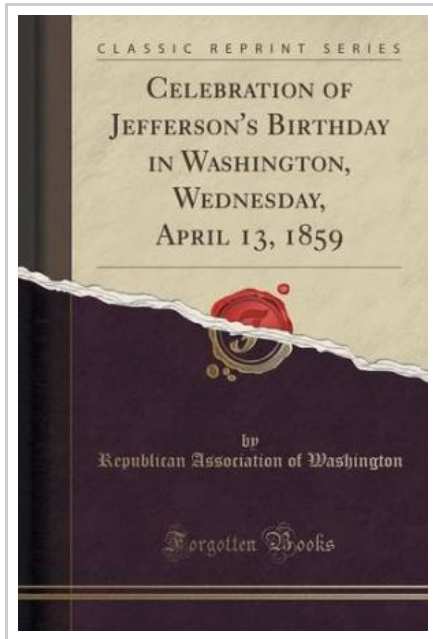 CLASSIC REPRINT SERIES
CELEBRATION OF
JEFFERSON'S BIRTHDAY
IN WASHINGTON,
WEDNESDAY,
APRIL 13, 1859
F
by
Republican Association of Washington
Forgotten Books